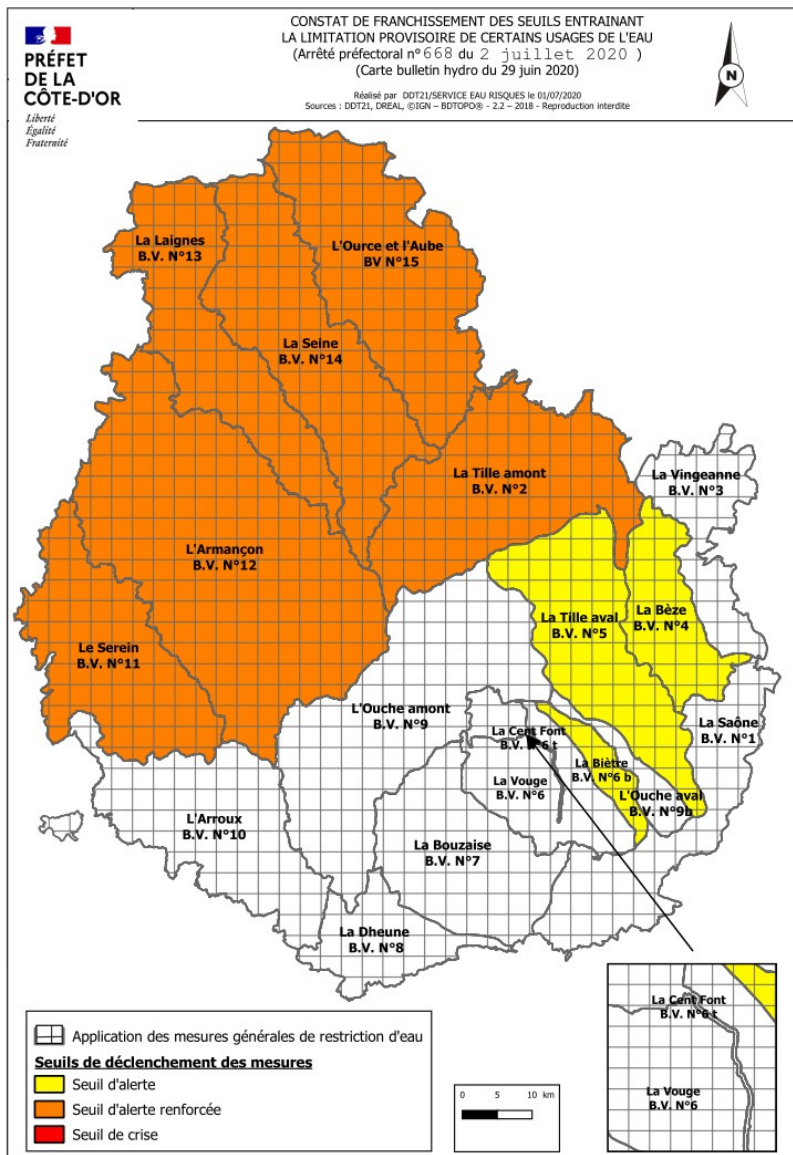 CONSTAT DE FRANCHISSEMENT DES SEUILS ENTRAINANT
LA LIMITATION PROVISOIRE DE CERTAINS USAGES DE L'EAU
(Arrêté préfectoral n°668 du 2 juillet 2020 )
(Carte bulletin hydro du 29 juin 2020)
Réalisé par DDT21/SERVICE EAU RISQUES le 01/07/2020
Sources : DDT21, DREAL, ©IGN – BDTOPO® - 2.2 – 2018 - Reproduction interdite
N
PRÉFET
DE LA
CÔTE-D'OR
Liberté
Égalité
Fraternité
La Laignes
B.V. N°13
L'Ource et l'Aube
BV N°15
La Seine
B.V. N°14
La Tille amont
B.V. N°2
La Vingeanne
B.V. N°3
L'Armançon
B.V. N°12
La Tille aval
B.V. N°5
La Bèze
B.V. N°4
Le Serein
B.V. N°11
L'Ouche amont
B.V. N°9
La Saône
B.V. N°1
La Cent Font
B.V. N°6 t
La Biètre
B.V. N°6 b
La Vouge
B.V. N°6
L'Ouche aval
B.V. N°9b
L'Arroux
B.V. N°10
La Bouzaise
B.V. N°7
La Dheune
B.V. N°8
La Cent Font
B.V. N°6 t
La Vouge
B.V. N°6
Application des mesures générales de restriction d'eau
Seuils de déclenchement des mesures
Seuil d'alerte
Seuil d'alerte renforcée
Seuil de crise
0 5 10 km